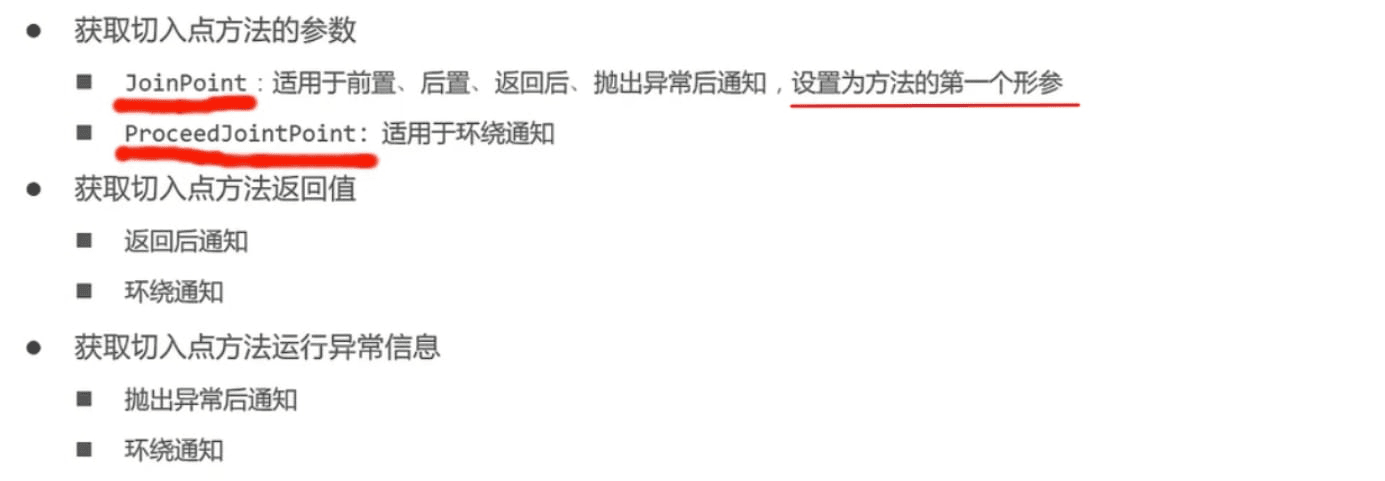 ● 获取切入点方法的参数
■ JoinPoint：适用于前置、后置、返回后、抛出异常后通知，设置为方法的第一个形参
■ ProceedJointPoint: 适用于环绕通知
● 获取切入点方法返回值
■ 返回后通知
■ 环绕通知
● 获取切入点方法运行异常信息
■ 抛出异常后通知
■ 环绕通知